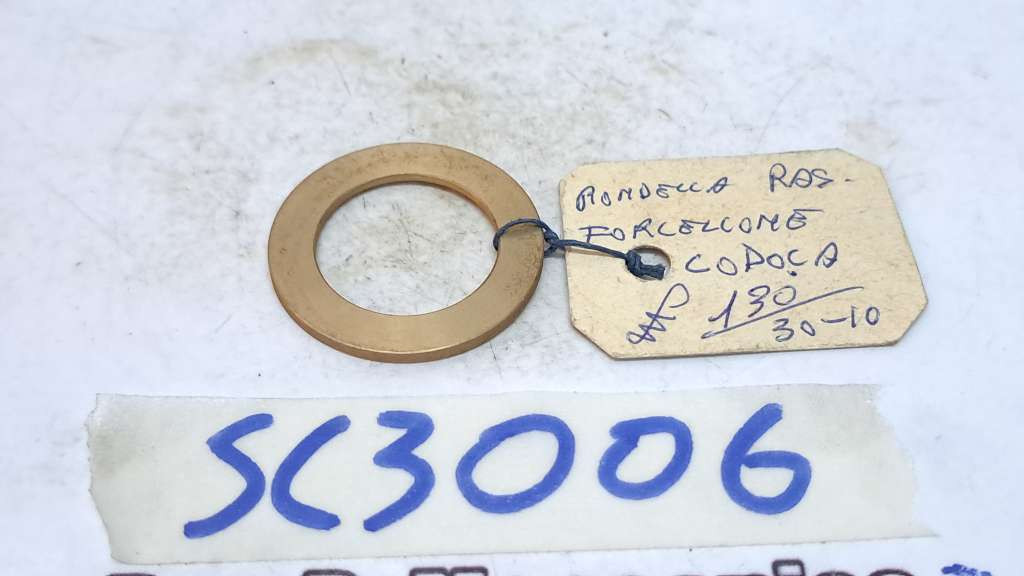 RONDELLA RAS.
FORCELLONE
CODOCA
N° 130/30-10
SC3006